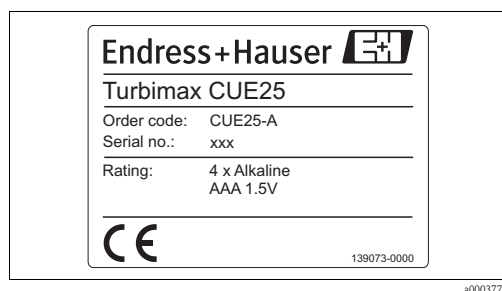 Endress+Hauser
Turbimax CUE25
Order code: CUE25-A
Serial no.: xxx
Rating: 4 x Alkaline
AAA 1.5V
CE
139073-0000
a000377